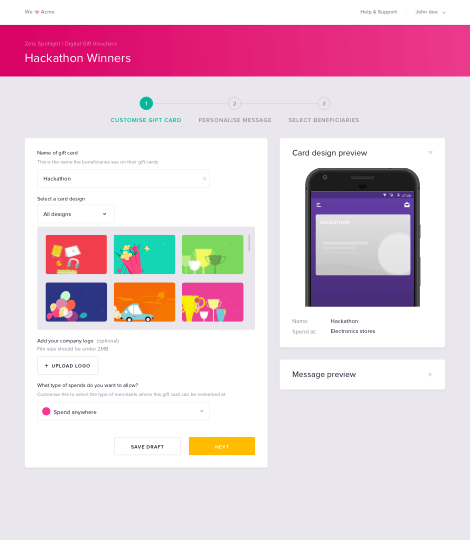 We Acme
Help & Support
John doe
Zeta Spotlight / Digital Gift Vouchers
Hackathon Winners
1
2
3
CUSTOMISE GIFT CARD
PERSONALISE MESSAGE
SELECT BENEFICIARIES
Name of gift card
This is the name the beneficiaries see on their gift cards
Hackathon
Select a card design
All designs
Add your company logo (optional)
File size should be under 2MB
+ UPLOAD LOGO
What type of spends do you want to allow?
Customise this to select the type of merchants where this gift card can be redeemed at
Spend anywhere
SAVE DRAFT
NEXT
Card design preview
HACKATHON
Name:
Hackathon
Spend at:
Electronics stores
Message preview